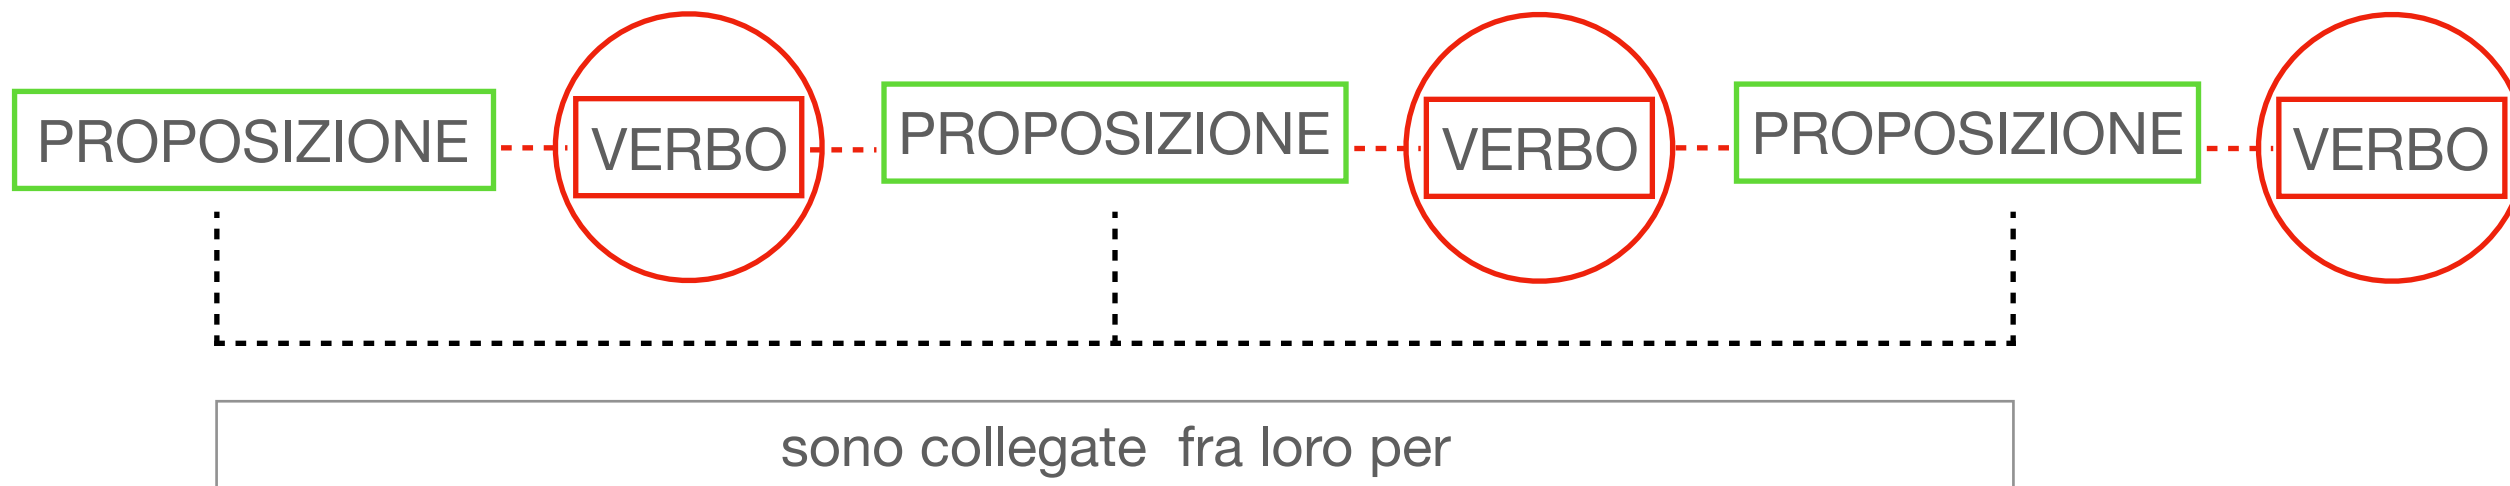 PROPOSIZIONE VERBO PROPOSIZIONE VERBO PROPOSIZIONE VERBO
sono collegate fra loro per